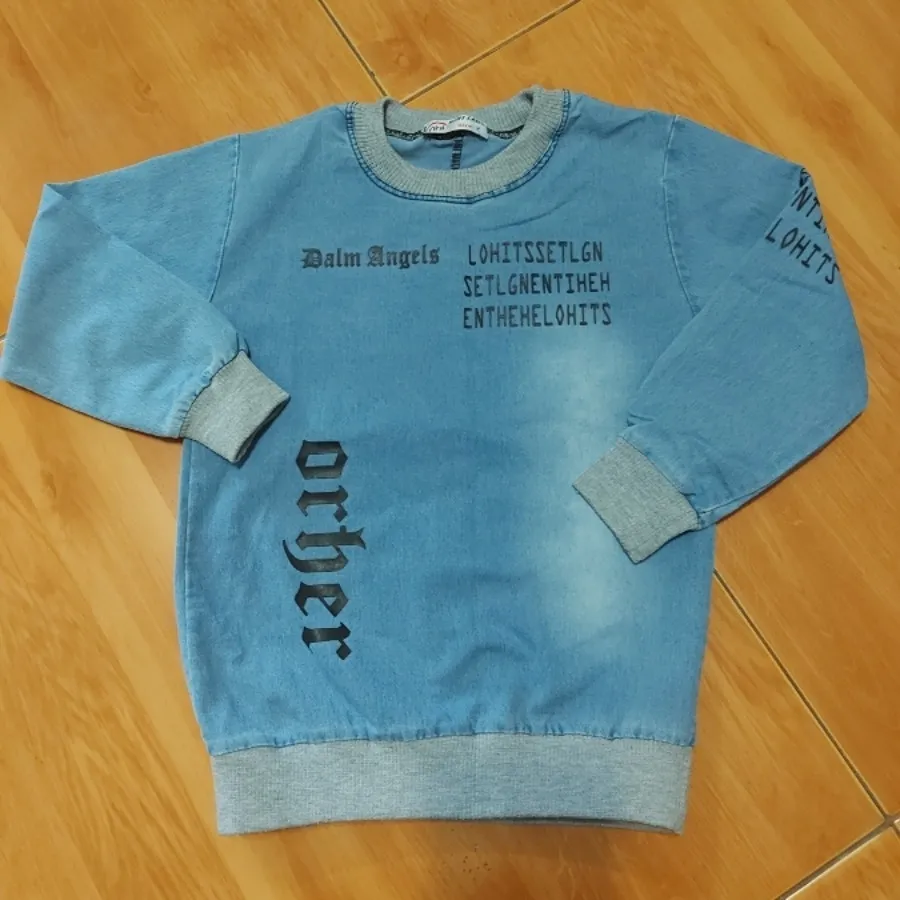 Dalm Angels
LOHITSSETLGN
SETLGNENTIHEH
ENTHEHELOHITS
orther
LOHITS